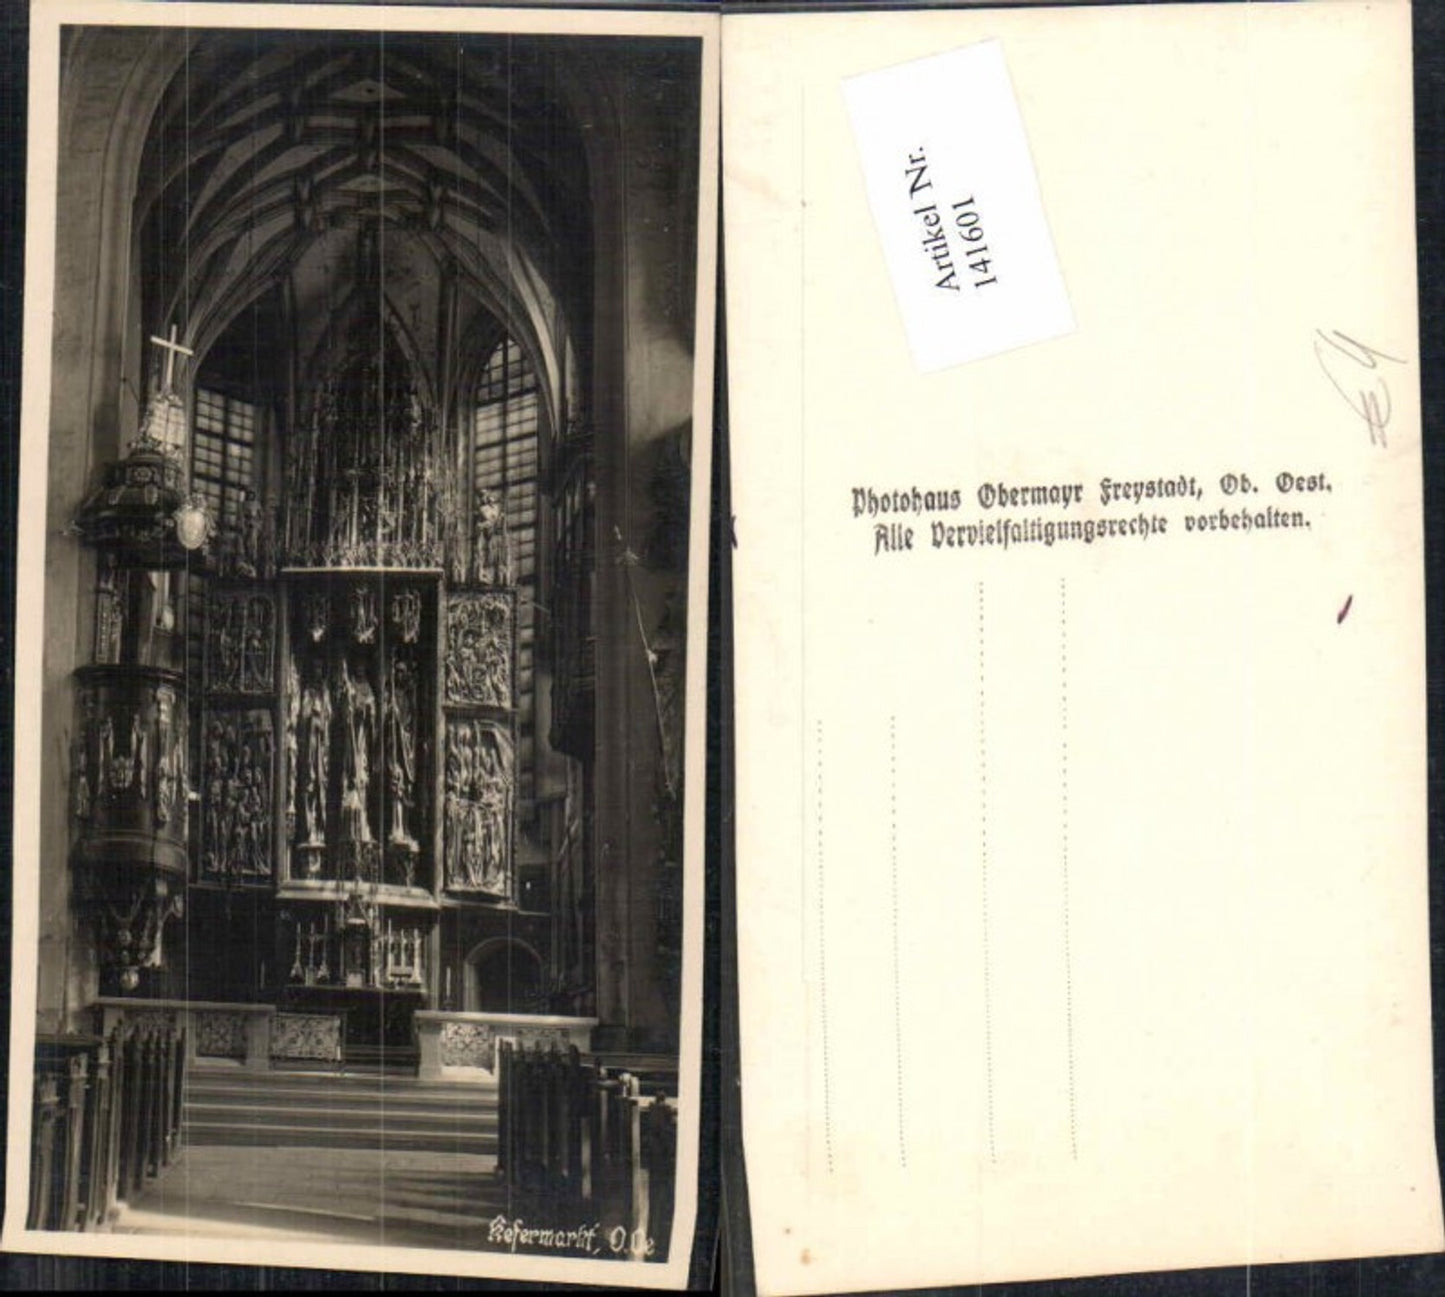 Kefermarkt, O.Oe
Artikel Nr.
141601
Photohaus Obermayr Freystadt, Ob. Oest.
Alle Vervielfaltigungsrechte vorbehalten.